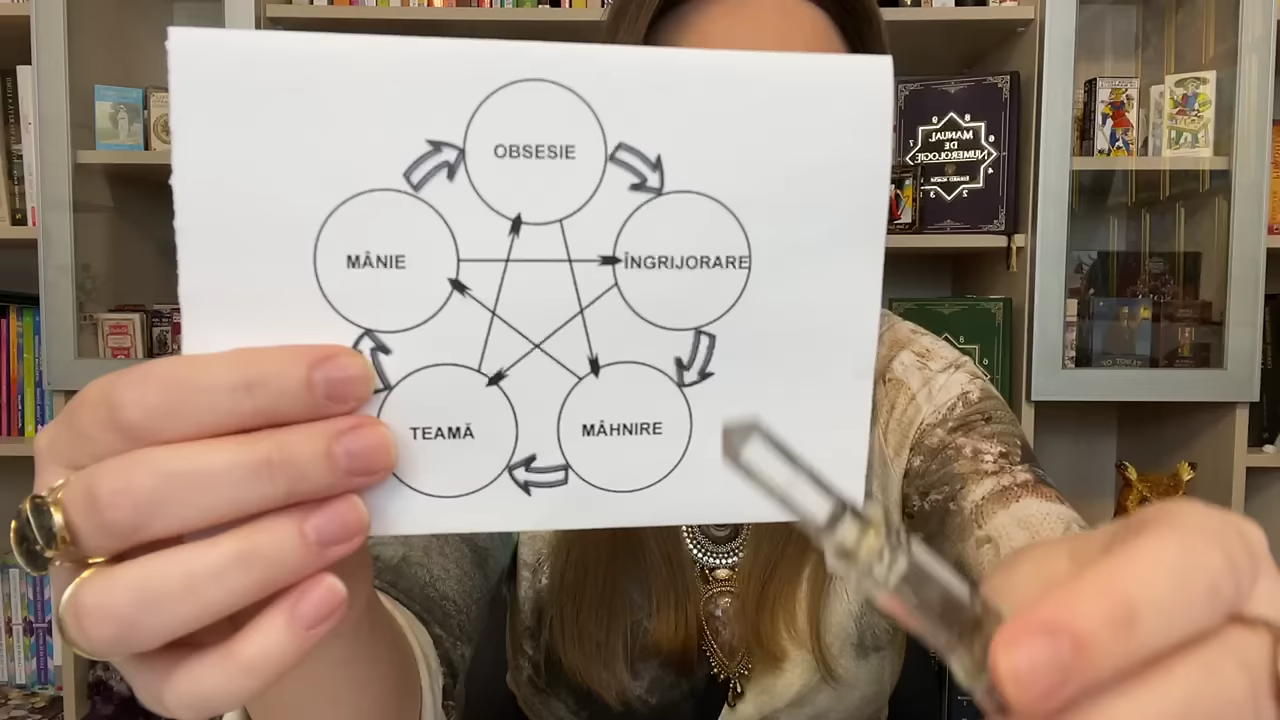 OBSESIE
MÂNIE
ÎNGRIJORARE
TEAMĂ
MÂHNIRE
MANUAL
DE
NUMEROLOGIE